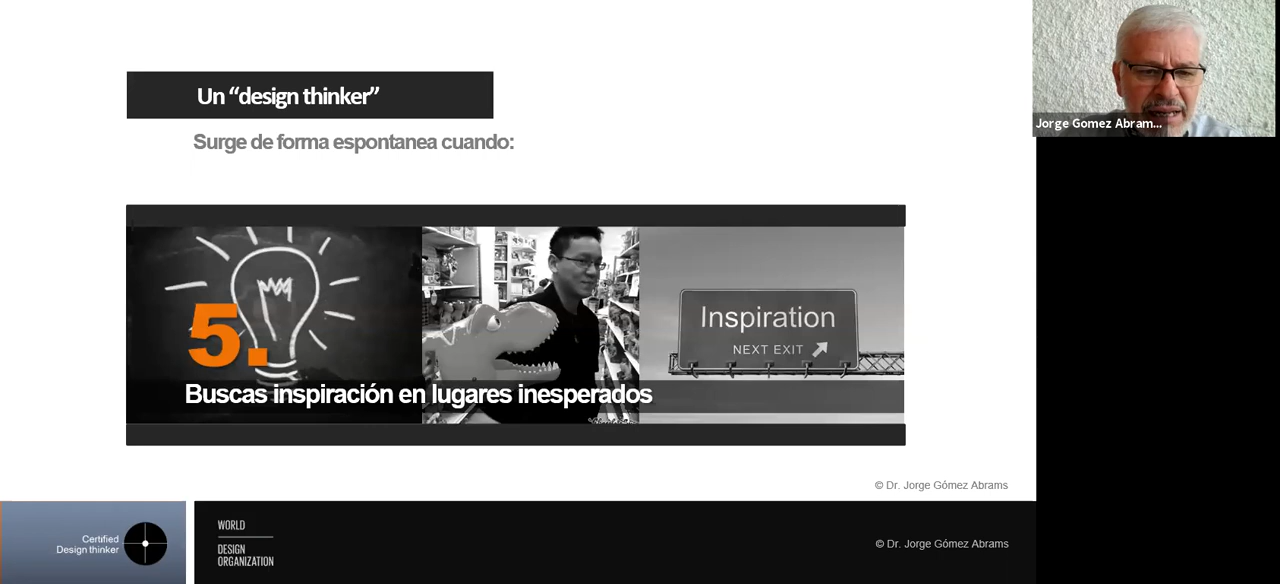 Un “design thinker”
Surge de forma espontanea cuando:
Jorge Gomez Abram...
Inspiration
NEXT EXIT
5.
Buscas inspiración en lugares inesperados
© Dr. Jorge Gómez Abrams
Certified
Design thinker
WORLD
DESIGN
ORGANIZATION
© Dr. Jorge Gómez Abrams